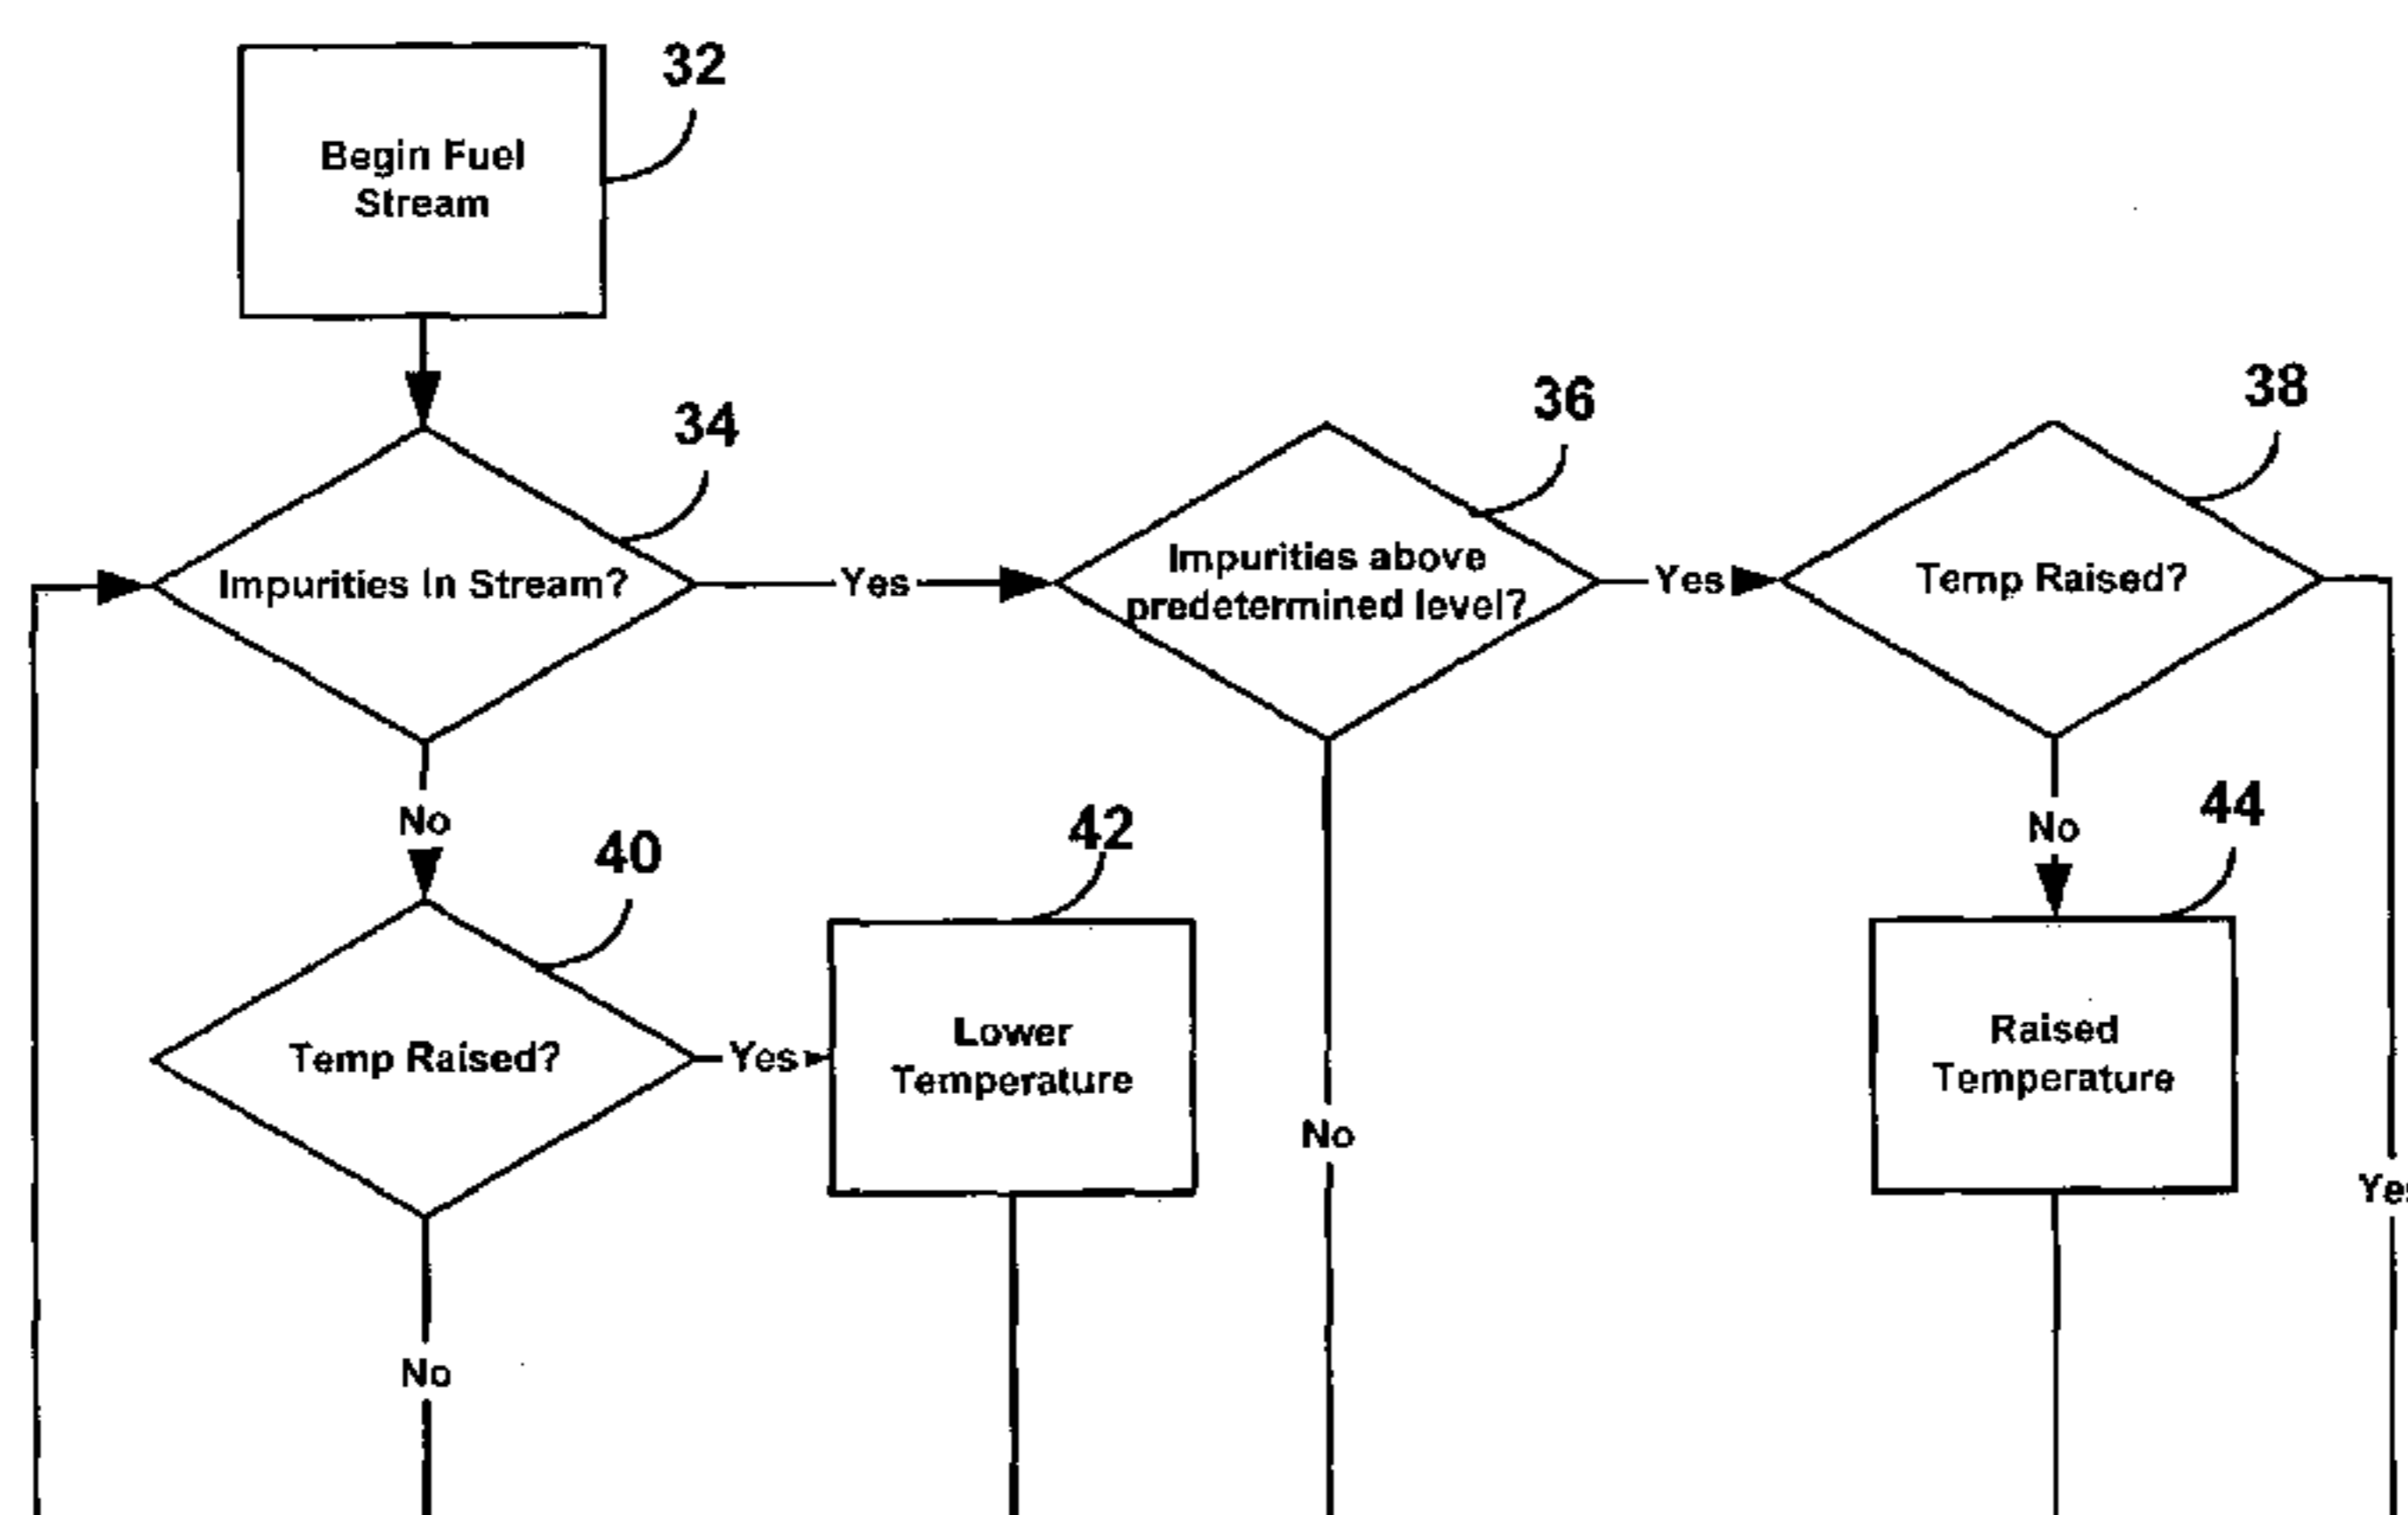 32
Begin Fuel
Stream
34
36
38
Impurities In Stream?
Yes
Impurities above
predetermined level?
Yes
Temp Raised?
No
No
40
42
44
Temp Raised?
Yes
Lower
Temperature
Raised
Temperature
No
No